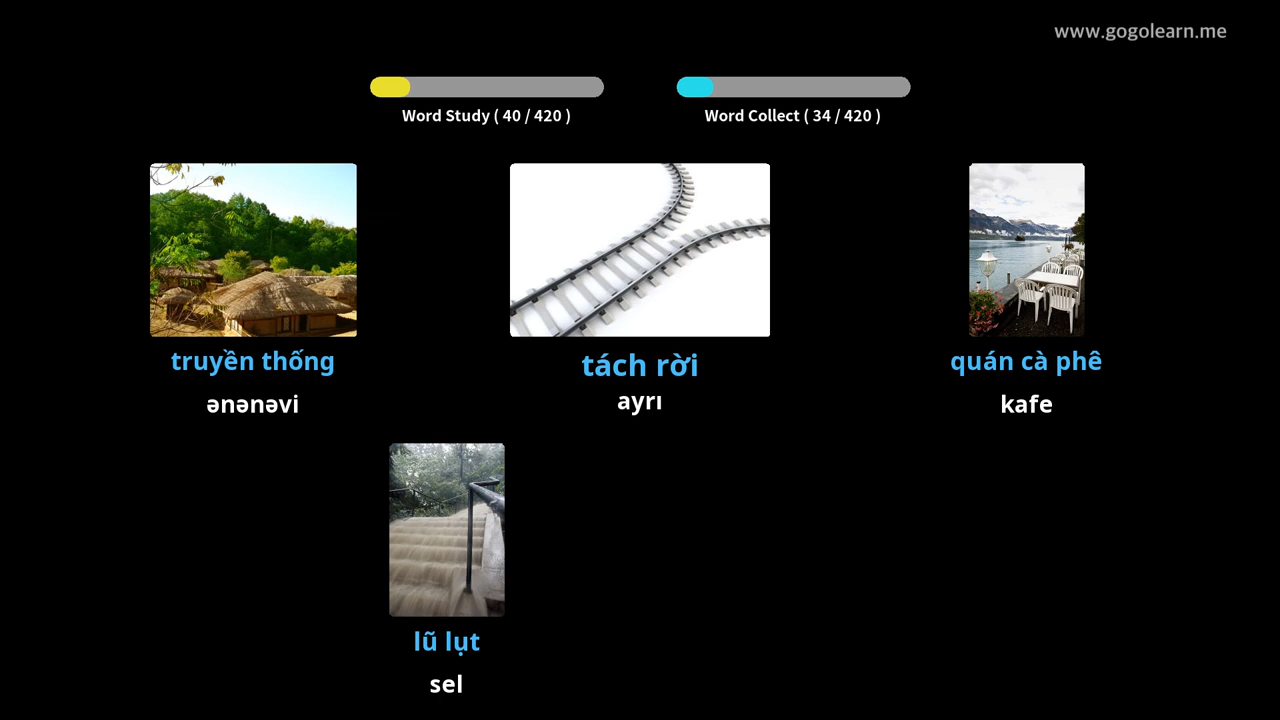 www.gogolearn.me
Word Study ( 40 / 420 )
Word Collect ( 34 / 420 )
truyền thống
ənənəvi
tách rời
ayrı
quán cà phê
kafe
lũ lụt
sel